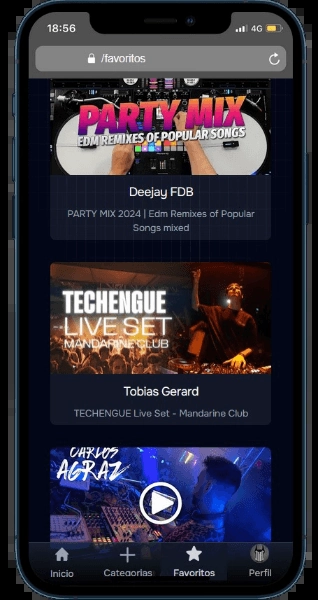 18:56
4G
/favoritos
PARTY MIX
EDM REMIXES OF POPULAR SONGS
Deejay FDB
PARTY MIX 2024 | Edm Remixes of Popular
Songs mixed
TECHENGUE
LIVE SET
MANDARINE CLUB
Tobias Gerard
TECHENGUE Live Set - Mandarine Club
CARLOS
AGRAZ
Inicio
Categorias
Favoritos
Perfil